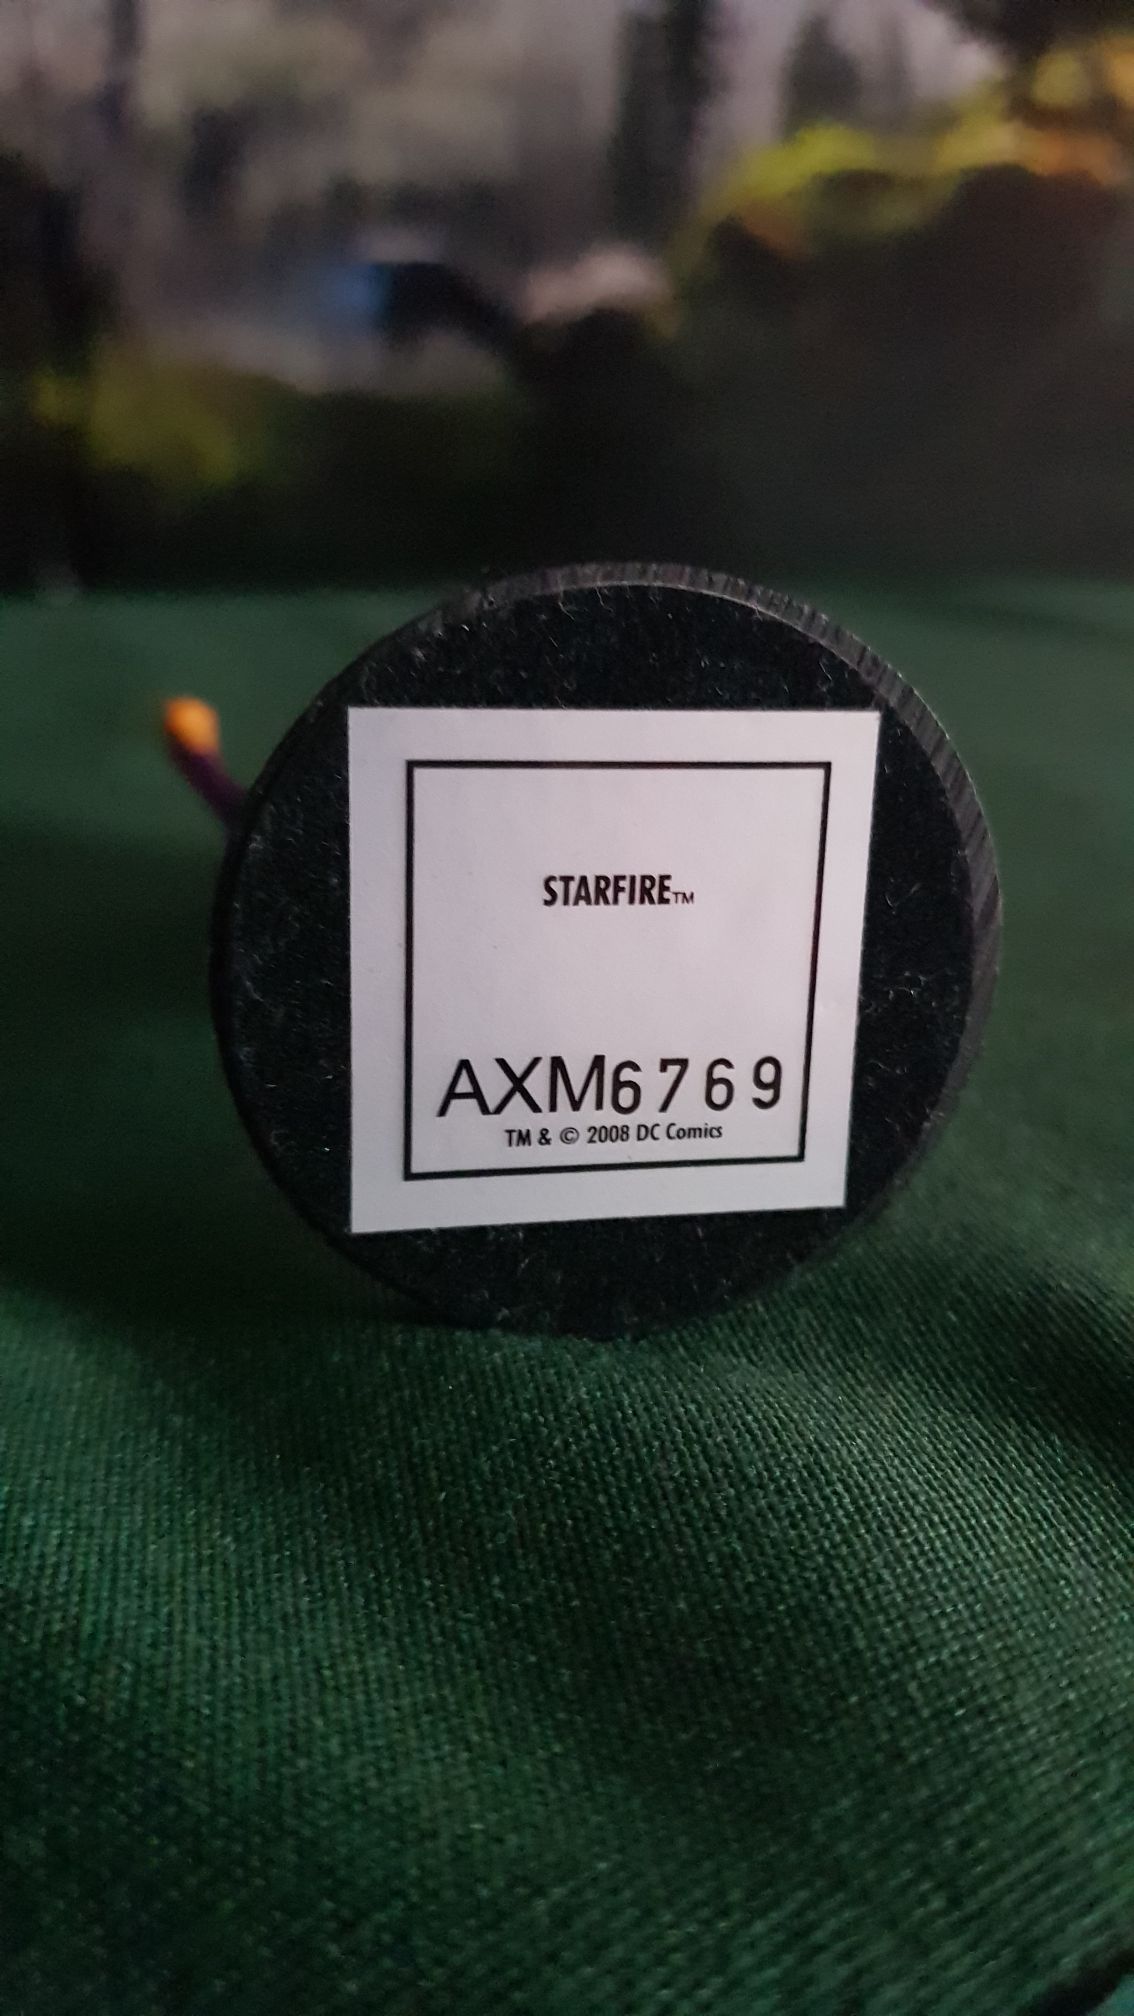 STARFIRE™
AXM6769
TM & © 2008 DC Comics